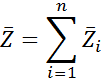 Z̄ = ∑_{i=1}^{n} Z̄_i